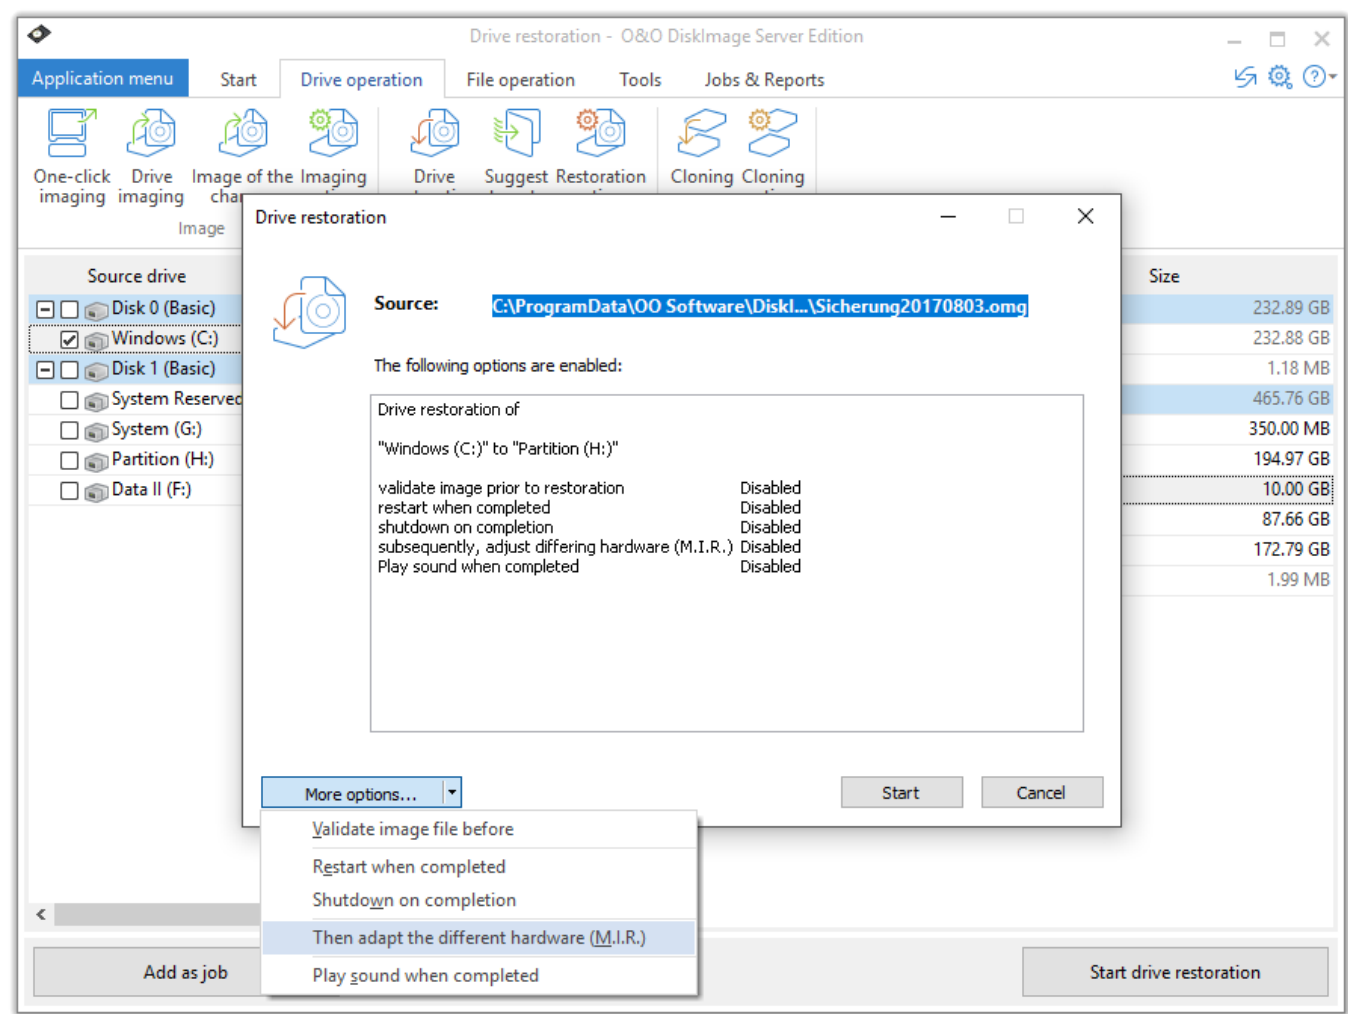 Drive restoration - O&O DiskImage Server Edition
Application menu Start Drive operation File operation Tools Jobs & Reports
One-click Drive Image of the Imaging Drive Suggest Restoration Cloning Cloning
imaging imaging
Image
Drive restoration
Source drive Size
Disk 0 (Basic) 232.89 GB
Windows (C:) 232.88 GB
Disk 1 (Basic) 1.18 MB
System Reserved 465.76 GB
System (G:) 350.00 MB
Partition (H:) 194.97 GB
Data II (F:) 10.00 GB
87.66 GB
172.79 GB
1.99 MB
Source: C:\ProgramData\OO Software\DiskI...\Sicherung20170803.omg
The following options are enabled:
Drive restoration of
"Windows (C:)" to "Partition (H:)"
validate image prior to restoration Disabled
restart when completed Disabled
shutdown on completion Disabled
subsequently, adjust differing hardware (M.I.R.) Disabled
Play sound when completed Disabled
More options... Start Cancel
Validate image file before
Restart when completed
Shutdown on completion
Then adapt the different hardware (M.I.R.)
Play sound when completed
Add as job Start drive restoration